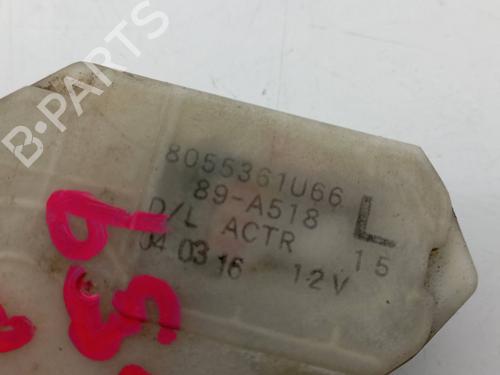 B-PARTS
8055361U66
89-A518
D/L ACTR L
04 03 16 12V 15